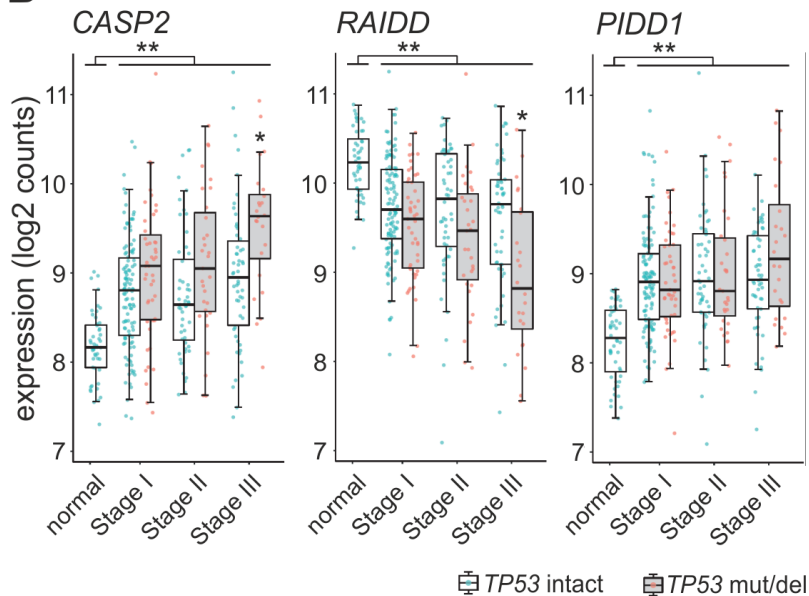 CASP2 RAIDD PIDD1
** ** **
expression (log2 counts)
11 11 11
* *
10 10 10
9 9 9
8 8 8
7 7 7
normal Stage I Stage II Stage III normal Stage I Stage II Stage III normal Stage I Stage II Stage III
TP53 intact TP53 mut/del